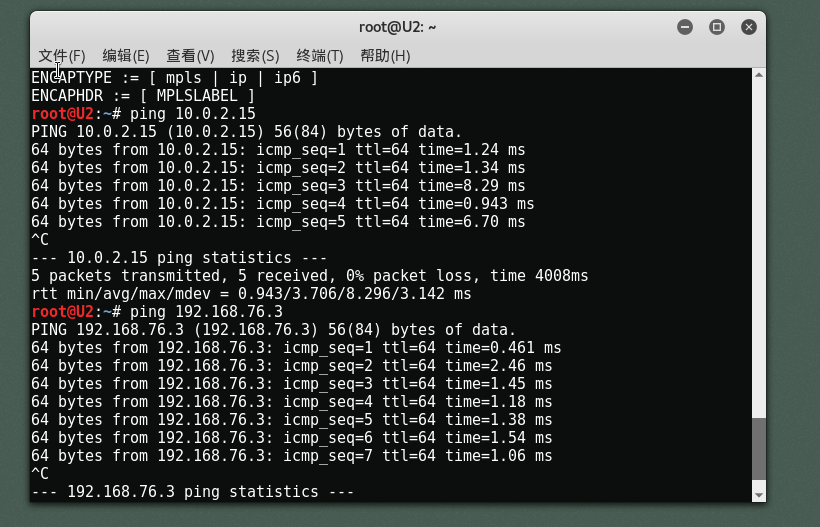 root@U2: ~
文件(F) 编辑(E) 查看(V) 搜索(S) 终端(T) 帮助(H)
ENCAPTYPE := [ mpls | ip | ip6 ]
ENCAPHDR := [ MPLSLABEL ]
root@U2:~# ping 10.0.2.15
PING 10.0.2.15 (10.0.2.15) 56(84) bytes of data.
64 bytes from 10.0.2.15: icmp_seq=1 ttl=64 time=1.24 ms
64 bytes from 10.0.2.15: icmp_seq=2 ttl=64 time=1.34 ms
64 bytes from 10.0.2.15: icmp_seq=3 ttl=64 time=8.29 ms
64 bytes from 10.0.2.15: icmp_seq=4 ttl=64 time=0.943 ms
64 bytes from 10.0.2.15: icmp_seq=5 ttl=64 time=6.70 ms
^C
--- 10.0.2.15 ping statistics ---
5 packets transmitted, 5 received, 0% packet loss, time 4008ms
rtt min/avg/max/mdev = 0.943/3.706/8.296/3.142 ms
root@U2:~# ping 192.168.76.3
PING 192.168.76.3 (192.168.76.3) 56(84) bytes of data.
64 bytes from 192.168.76.3: icmp_seq=1 ttl=64 time=0.461 ms
64 bytes from 192.168.76.3: icmp_seq=2 ttl=64 time=2.46 ms
64 bytes from 192.168.76.3: icmp_seq=3 ttl=64 time=1.45 ms
64 bytes from 192.168.76.3: icmp_seq=4 ttl=64 time=1.18 ms
64 bytes from 192.168.76.3: icmp_seq=5 ttl=64 time=1.38 ms
64 bytes from 192.168.76.3: icmp_seq=6 ttl=64 time=1.54 ms
64 bytes from 192.168.76.3: icmp_seq=7 ttl=64 time=1.06 ms
^C
--- 192.168.76.3 ping statistics ---